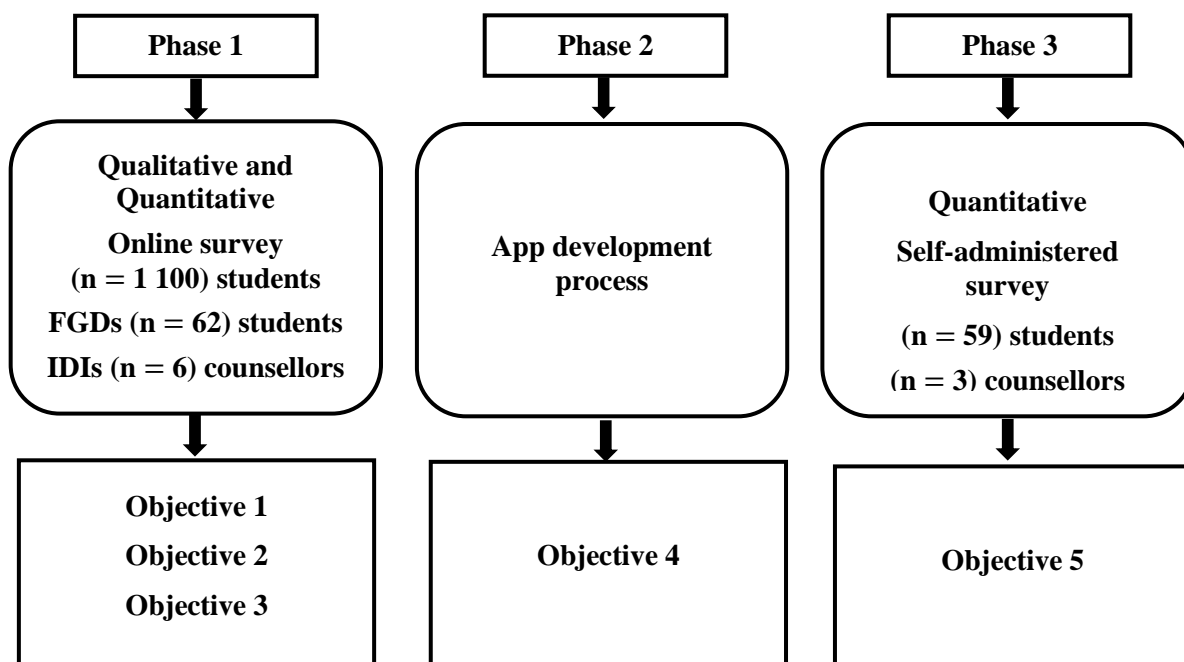 Phase 1
Qualitative and
Quantitative
Online survey
(n = 1 100) students
FGDs (n = 62) students
IDIs (n = 6) counsellors
Objective 1
Objective 2
Objective 3
Phase 2
App development
process
Objective 4
Phase 3
Quantitative
Self-administered
survey
(n = 59) students
(n = 3) counsellors
Objective 5